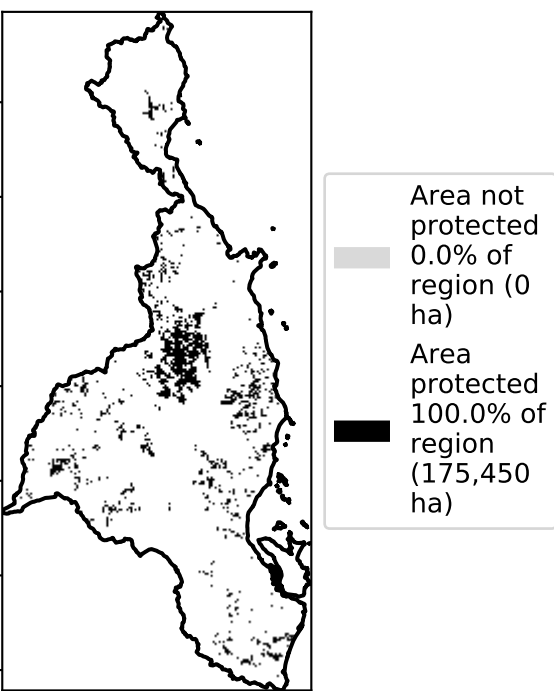 Area not
protected
0.0% of
region (0
ha)
Area
protected
100.0% of
region
(175,450
ha)